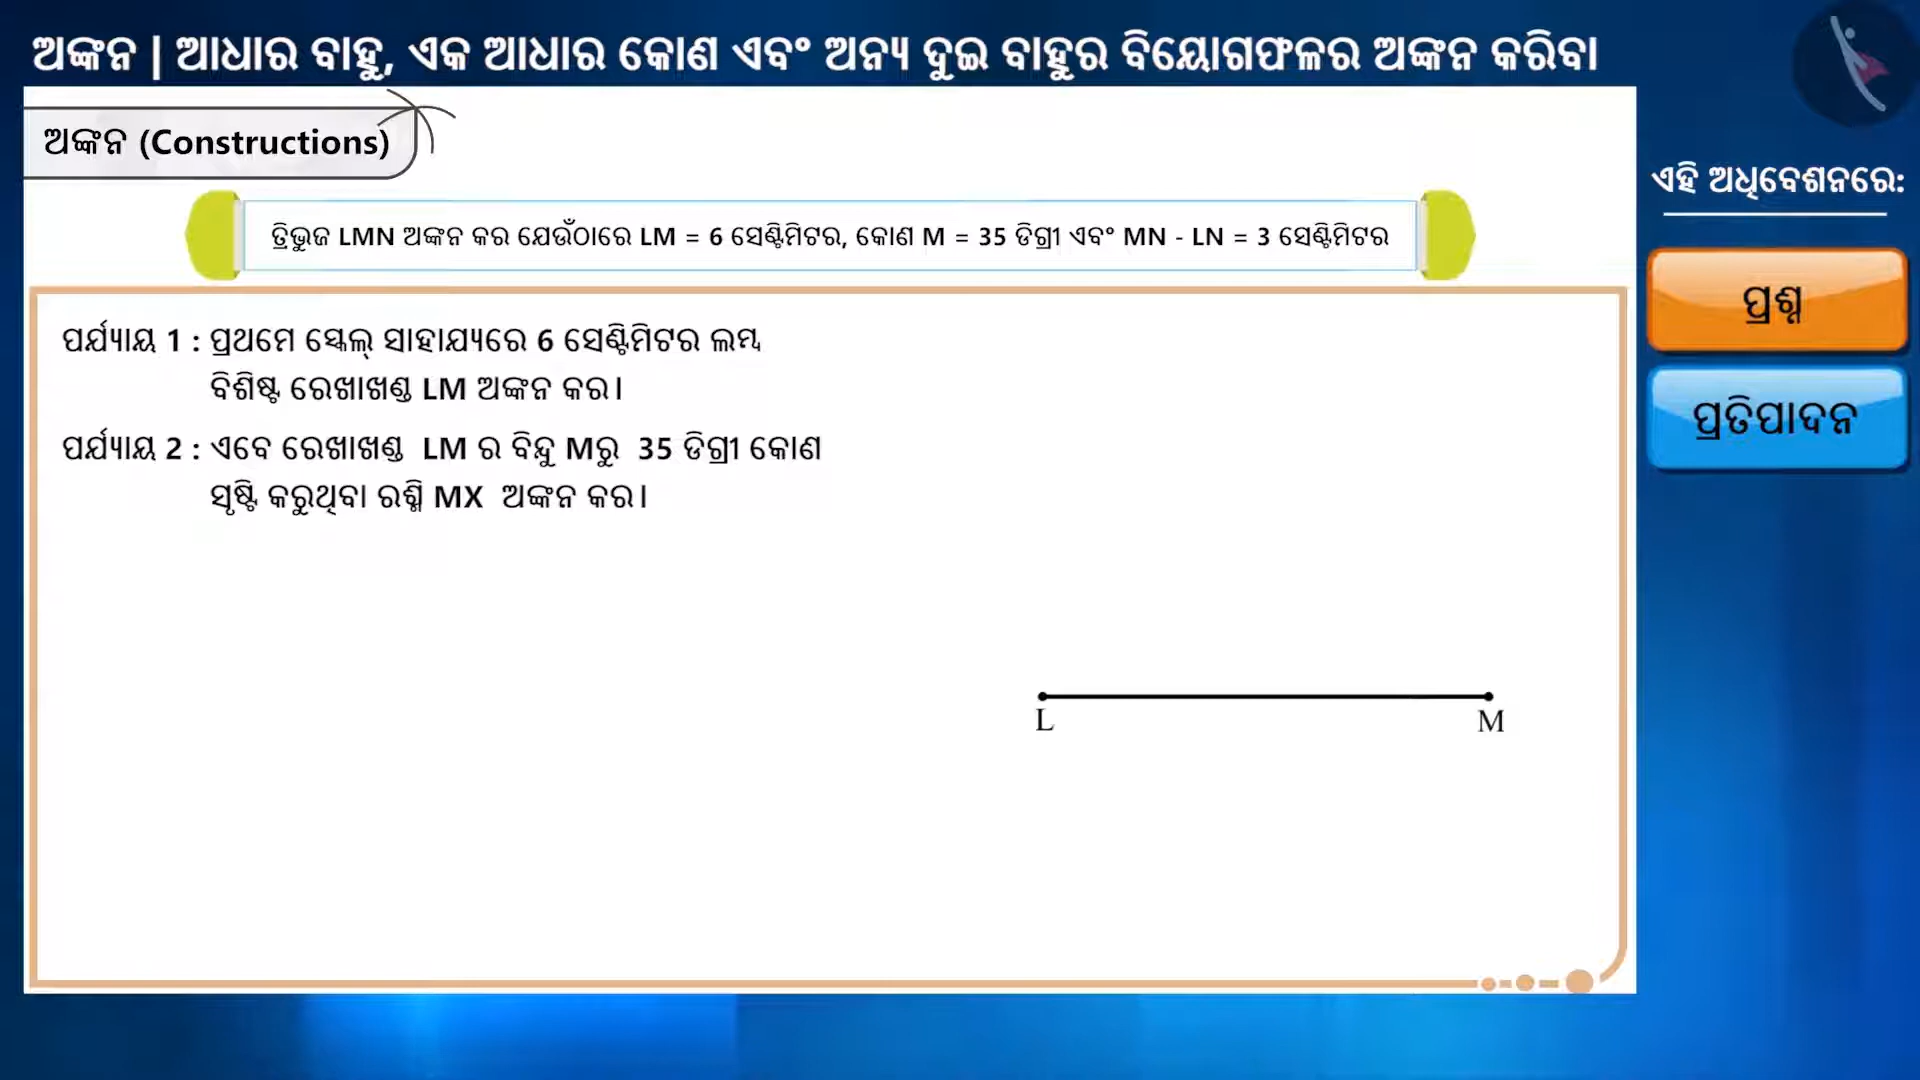 ଅଙ୍କନ | ଆଧାର ବାହୁ, ଏକ ଆଧାର କୋଣ ଏବଂ ଅନ୍ୟ ଦୁଇ ବାହୁର ବିୟୋଗଫଳର ଅଙ୍କନ କରିବା
ଅଙ୍କନ (Constructions)
ତ୍ରିଭୁଜ LMN ଅଙ୍କନ କର ଯେଉଁଠାରେ LM = 6 ସେଣ୍ଟିମିଟର, କୋଣ M = 35 ଡିଗ୍ରୀ ଏବଂ MN - LN = 3 ସେଣ୍ଟିମିଟର
ପର୍ଯ୍ୟାୟ 1 : ପ୍ରଥମେ ସ୍କେଲ୍ ସାହାଯ୍ୟରେ 6 ସେଣ୍ଟିମିଟର ଲମ୍ବ
ବିଶିଷ୍ଟ ରେଖାଖଣ୍ଡ LM ଅଙ୍କନ କର।
ପର୍ଯ୍ୟାୟ 2 : ଏବେ ରେଖାଖଣ୍ଡ LM ର ବିନ୍ଦୁ Mରୁ 35 ଡିଗ୍ରୀ କୋଣ
ସୃଷ୍ଟି କରୁଥିବା ରଶ୍ମି MX ଅଙ୍କନ କର।
L
M
ଏହି ଅଧିବେଶନରେ:
ପ୍ରଶ୍ନ
ପ୍ରତିପାଦନ